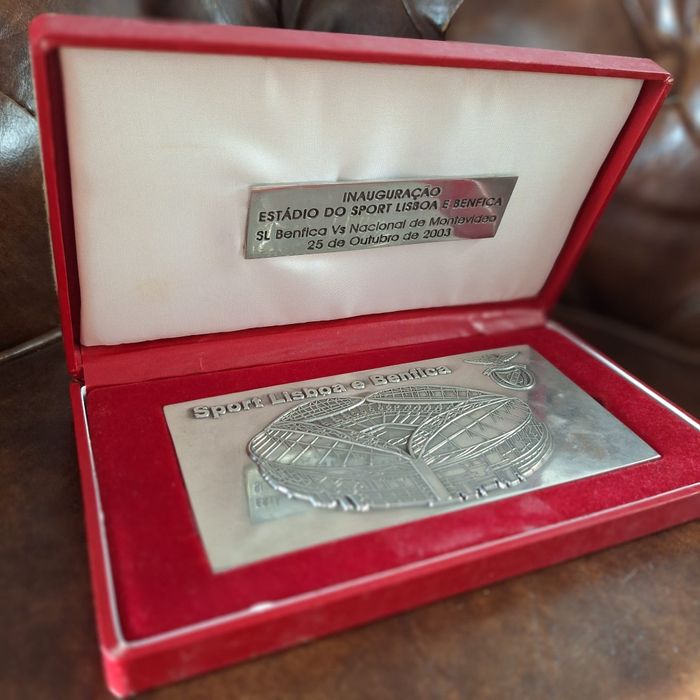 INAUGURAÇÃO
ESTÁDIO DO SPORT LISBOA E BENFICA
SL Benfica Vs Nacional de Montevideo
25 de Outubro de 2003
Sport Lisboa e Benfica